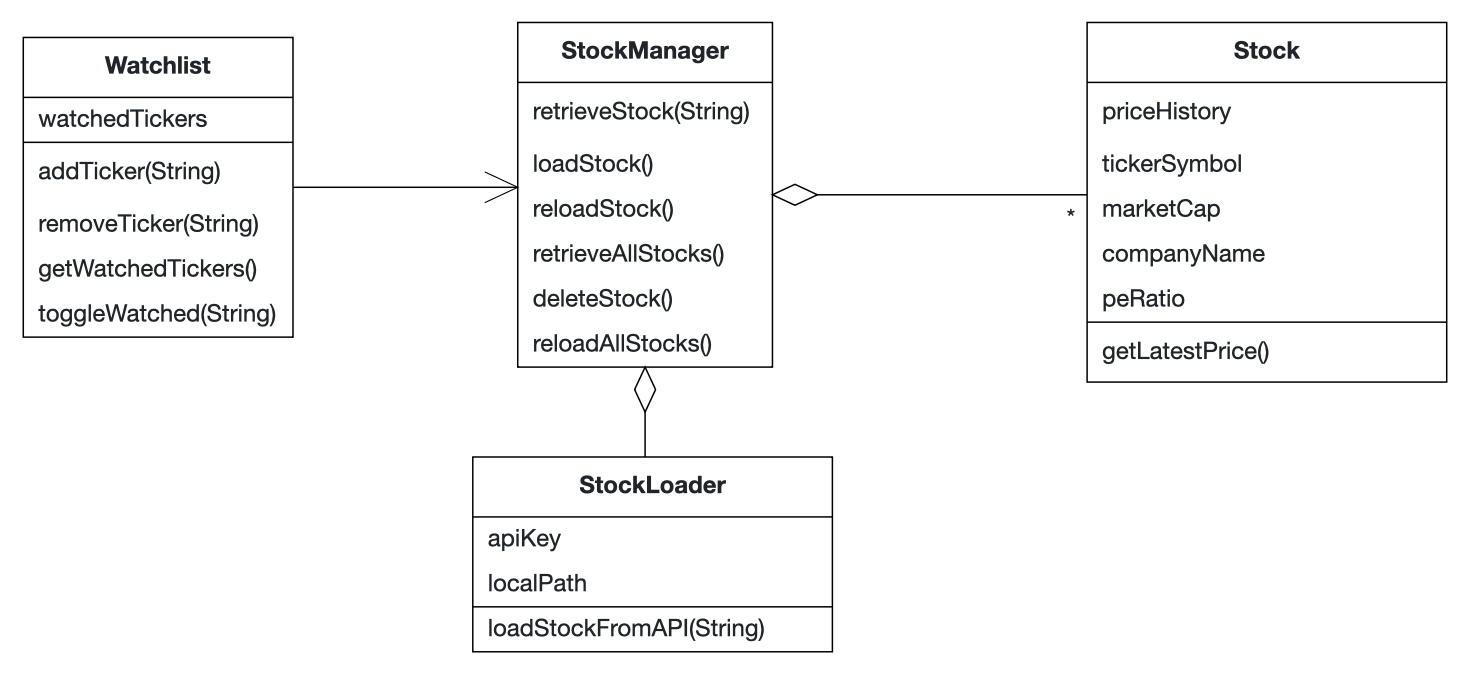 Watchlist
watchedTickers
addTicker(String)
removeTicker(String)
getWatchedTickers()
toggleWatched(String)
StockManager
retrieveStock(String)
loadStock()
reloadStock()
retrieveAllStocks()
deleteStock()
reloadAllStocks()
*
Stock
priceHistory
tickerSymbol
marketCap
companyName
peRatio
getLatestPrice()
StockLoader
apiKey
localPath
loadStockFromAPI(String)